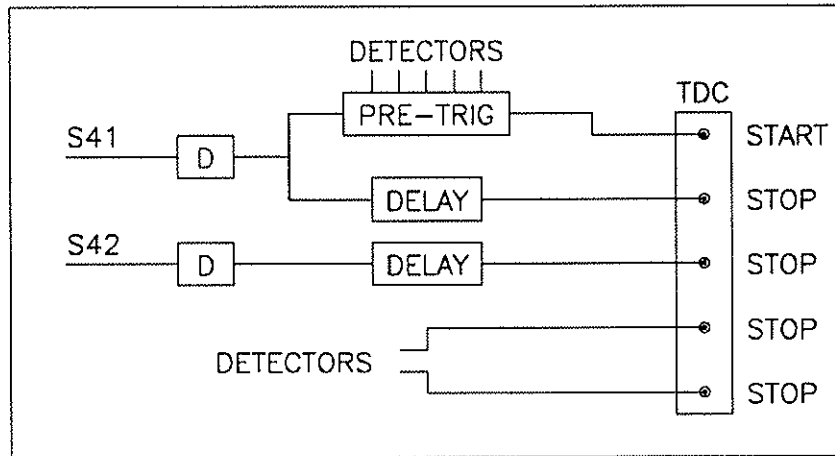 DETECTORS
TDC
PRE-TRIG
START
S41
D
DELAY
STOP
S42
D
DELAY
STOP
STOP
DETECTORS
STOP